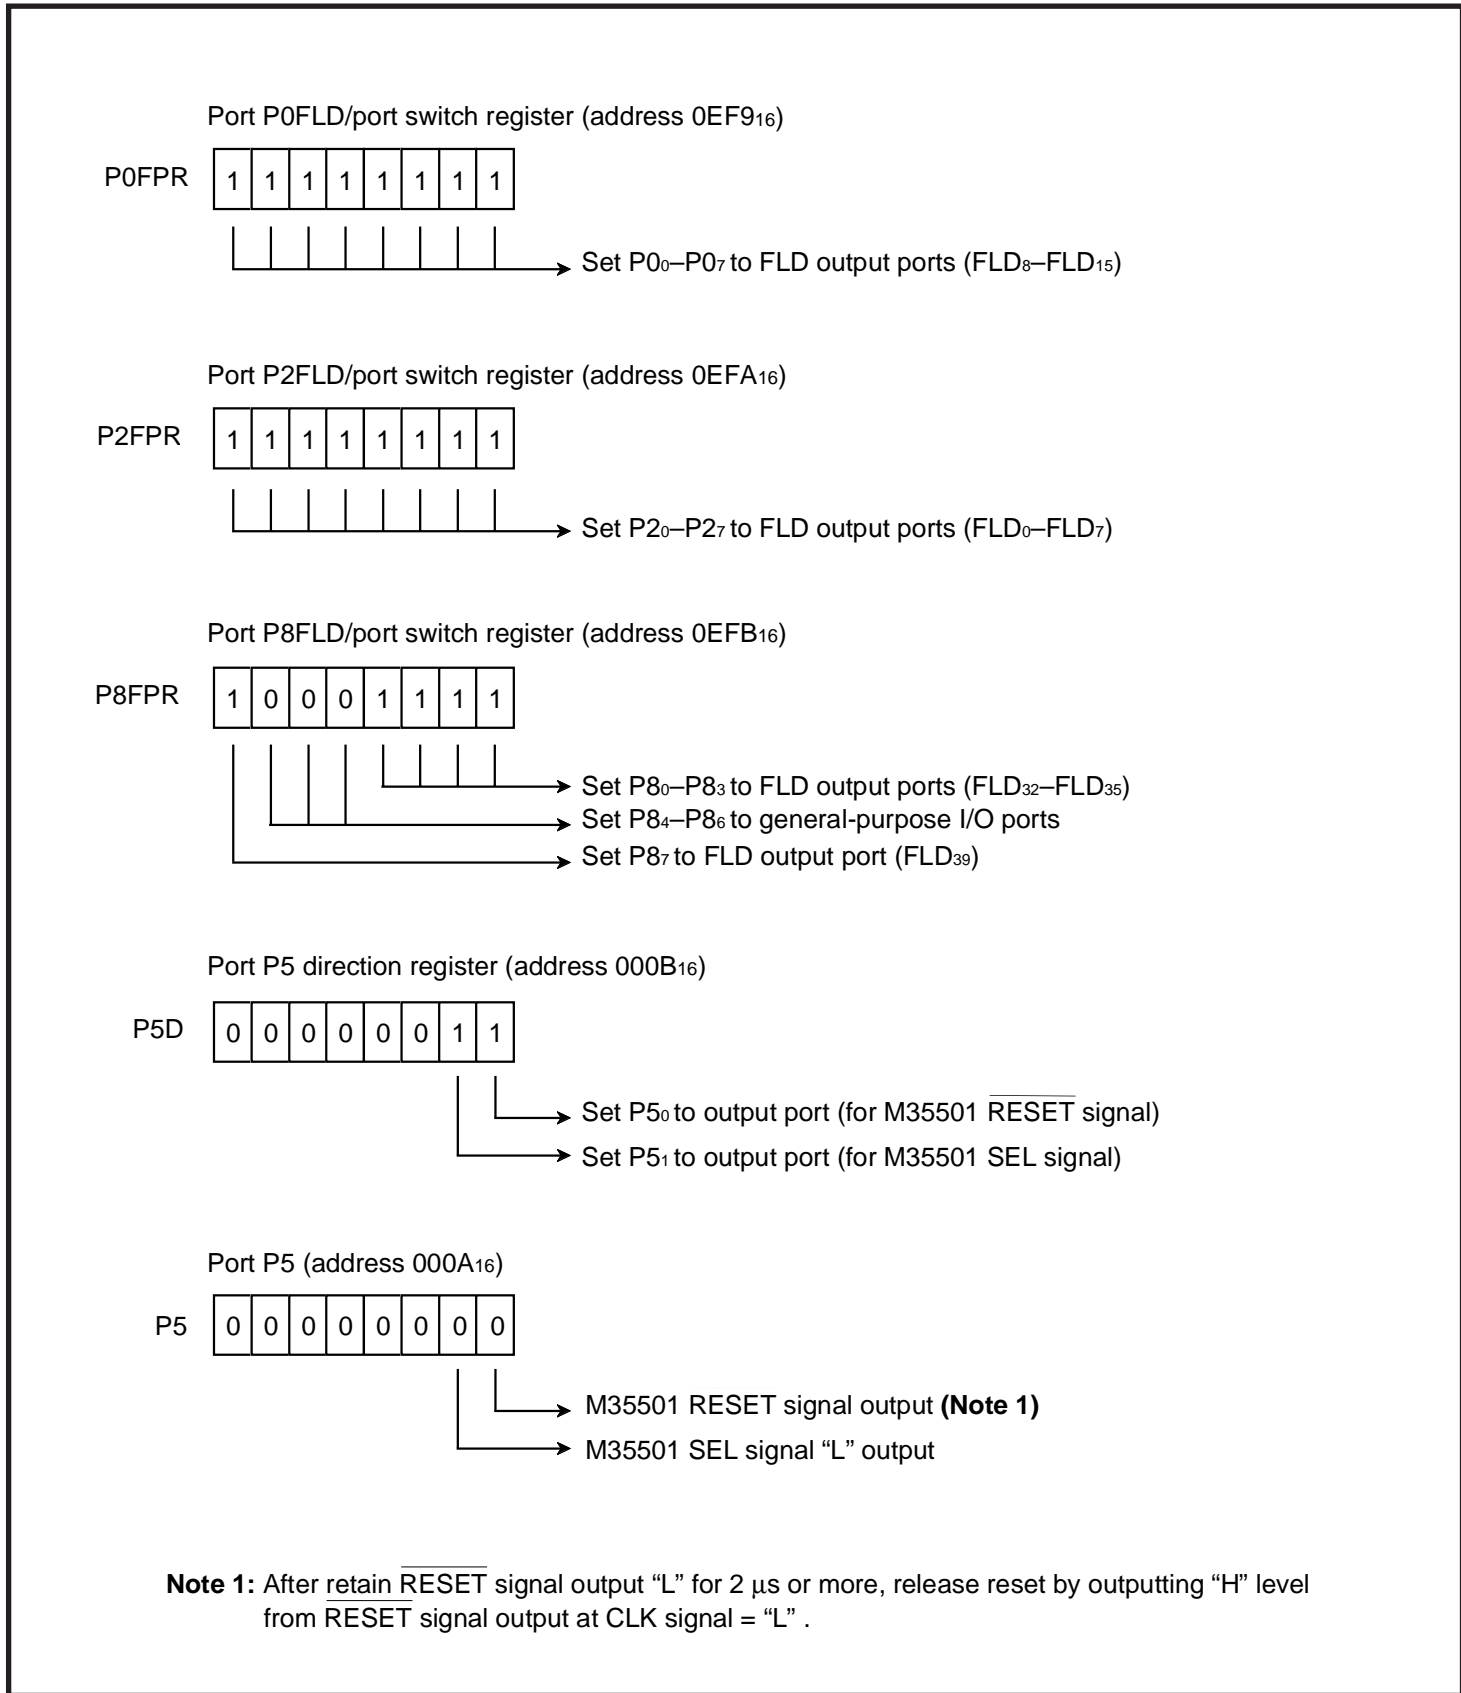 Port P0FLD/port switch register (address 0EF916)
P0FPR 1 1 1 1 1 1 1 1
Set P00–P07 to FLD output ports (FLD8–FLD15)
Port P2FLD/port switch register (address 0EFA16)
P2FPR 1 1 1 1 1 1 1 1
Set P20–P27 to FLD output ports (FLD0–FLD7)
Port P8FLD/port switch register (address 0EFB16)
P8FPR 1 0 0 0 1 1 1 1
Set P80–P83 to FLD output ports (FLD32–FLD35)
Set P84–P86 to general-purpose I/O ports
Set P87 to FLD output port (FLD39)
Port P5 direction register (address 000B16)
P5D 0 0 0 0 0 0 1 1
Set P50 to output port (for M35501 RESET signal)
Set P51 to output port (for M35501 SEL signal)
Port P5 (address 000A16)
P5 0 0 0 0 0 0 0 0
M35501 RESET signal output (Note 1)
M35501 SEL signal “L” output
Note 1: After retain RESET signal output “L” for 2 μs or more, release reset by outputting “H” level
from RESET signal output at CLK signal = “L” .